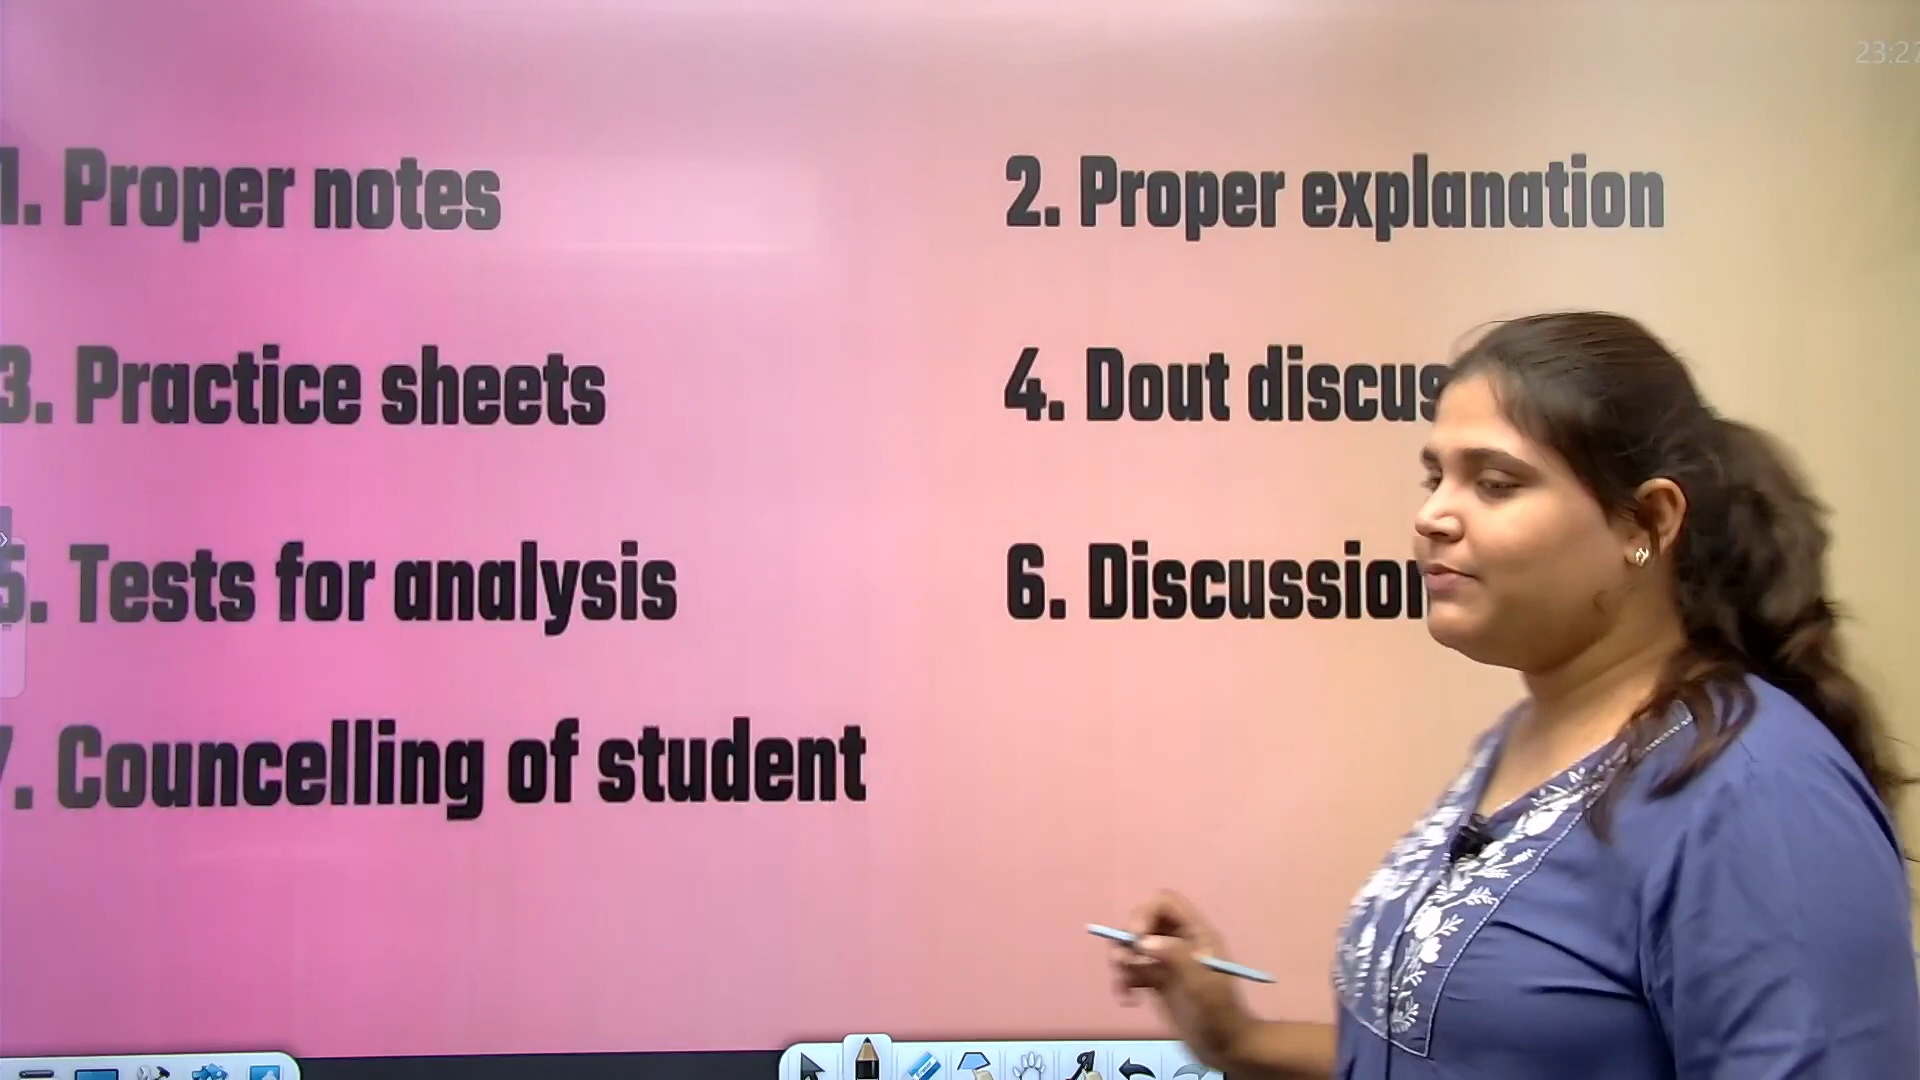 23:27
1. Proper notes
2. Proper explanation
3. Practice sheets
4. Dout
5. Tests for analysis
6. Discussion
7. Councelling of student